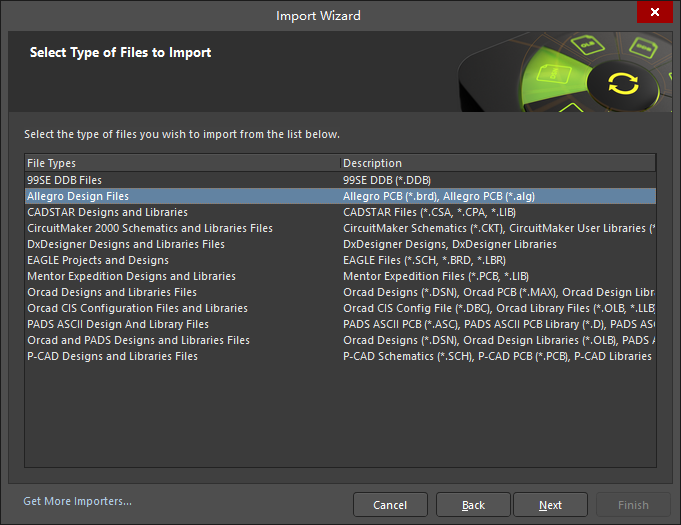 Import Wizard
Select Type of Files to Import
Select the type of files you wish to import from the list below.
File Types Description
99SE DDB Files 99SE DDB (*.DDB)
Allegro Design Files Allegro PCB (*.brd), Allegro PCB (*.alg)
CADSTAR Designs and Libraries CADSTAR Files (*.CSA, *.CPA, *.LIB)
CircuitMaker 2000 Schematics and Libraries Files CircuitMaker Schematics (*.CKT), CircuitMaker User Libraries (*
DxDesigner Designs and Libraries Files DxDesigner Designs, DxDesigner Libraries
EAGLE Projects and Designs EAGLE Files (*.SCH, *.BRD, *.LBR)
Mentor Expedition Designs and Libraries Mentor Expedition Files (*.PCB, *.LIB)
Orcad Designs and Libraries Files Orcad Designs (*.DSN), Orcad PCB (*.MAX), Orcad Design Libr
Orcad CIS Configuration Files and Libraries Orcad CIS Config File (*.DBC), Orcad Library Files (*.OLB, *.LLB
PADS ASCII Design And Library Files PADS ASCII PCB (*.ASC), PADS ASCII PCB Library (*.D), PADS ASC
Orcad and PADS Designs and Libraries Files Orcad Designs (*.DSN), Orcad Design Libraries (*.OLB), PADS A
P-CAD Designs and Libraries Files P-CAD Schematics (*.SCH), P-CAD PCB (*.PCB), P-CAD Libraries
Get More Importers...
Cancel Back Next Finish